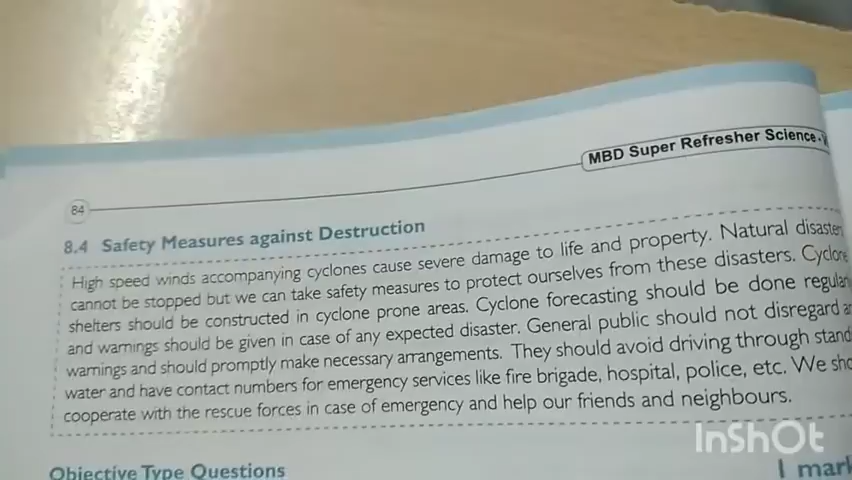 MBD Super Refresher Science-
84
8.4 Safety Measures against Destruction
High speed winds accompanying cyclones cause severe damage to life and property. Natural
cannot be stopped but we can take safety measures to protect ourselves from these disasters. Cyclone
shelters should be constructed in cyclone prone areas. Cyclone forecasting should be done
and warnings should be given in case of any expected disaster. General public should not disregard
warnings and should promptly make necessary arrangements. They should avoid driving through
water and have contact numbers for emergency services like fire brigade, hospital, police, etc. We
cooperate with the rescue forces in case of emergency and help our friends and neighbours.
Objective Type Questions
1 mark
InShOt